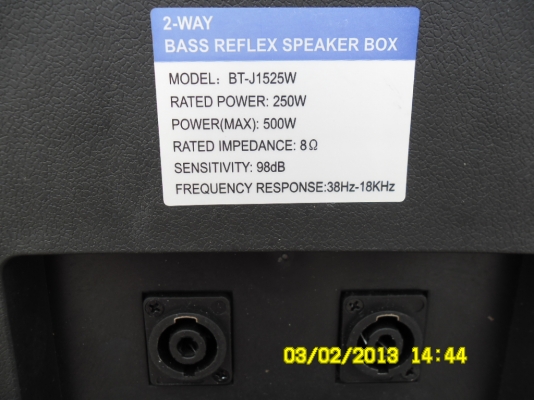 2-WAY
BASS REFLEX SPEAKER BOX
MODEL: BT-J1525W
RATED POWER: 250W
POWER(MAX): 500W
RATED IMPEDANCE: 8Ω
SENSITIVITY: 98dB
FREQUENCY RESPONSE:38Hz-18KHz
03/02/2013 14:44